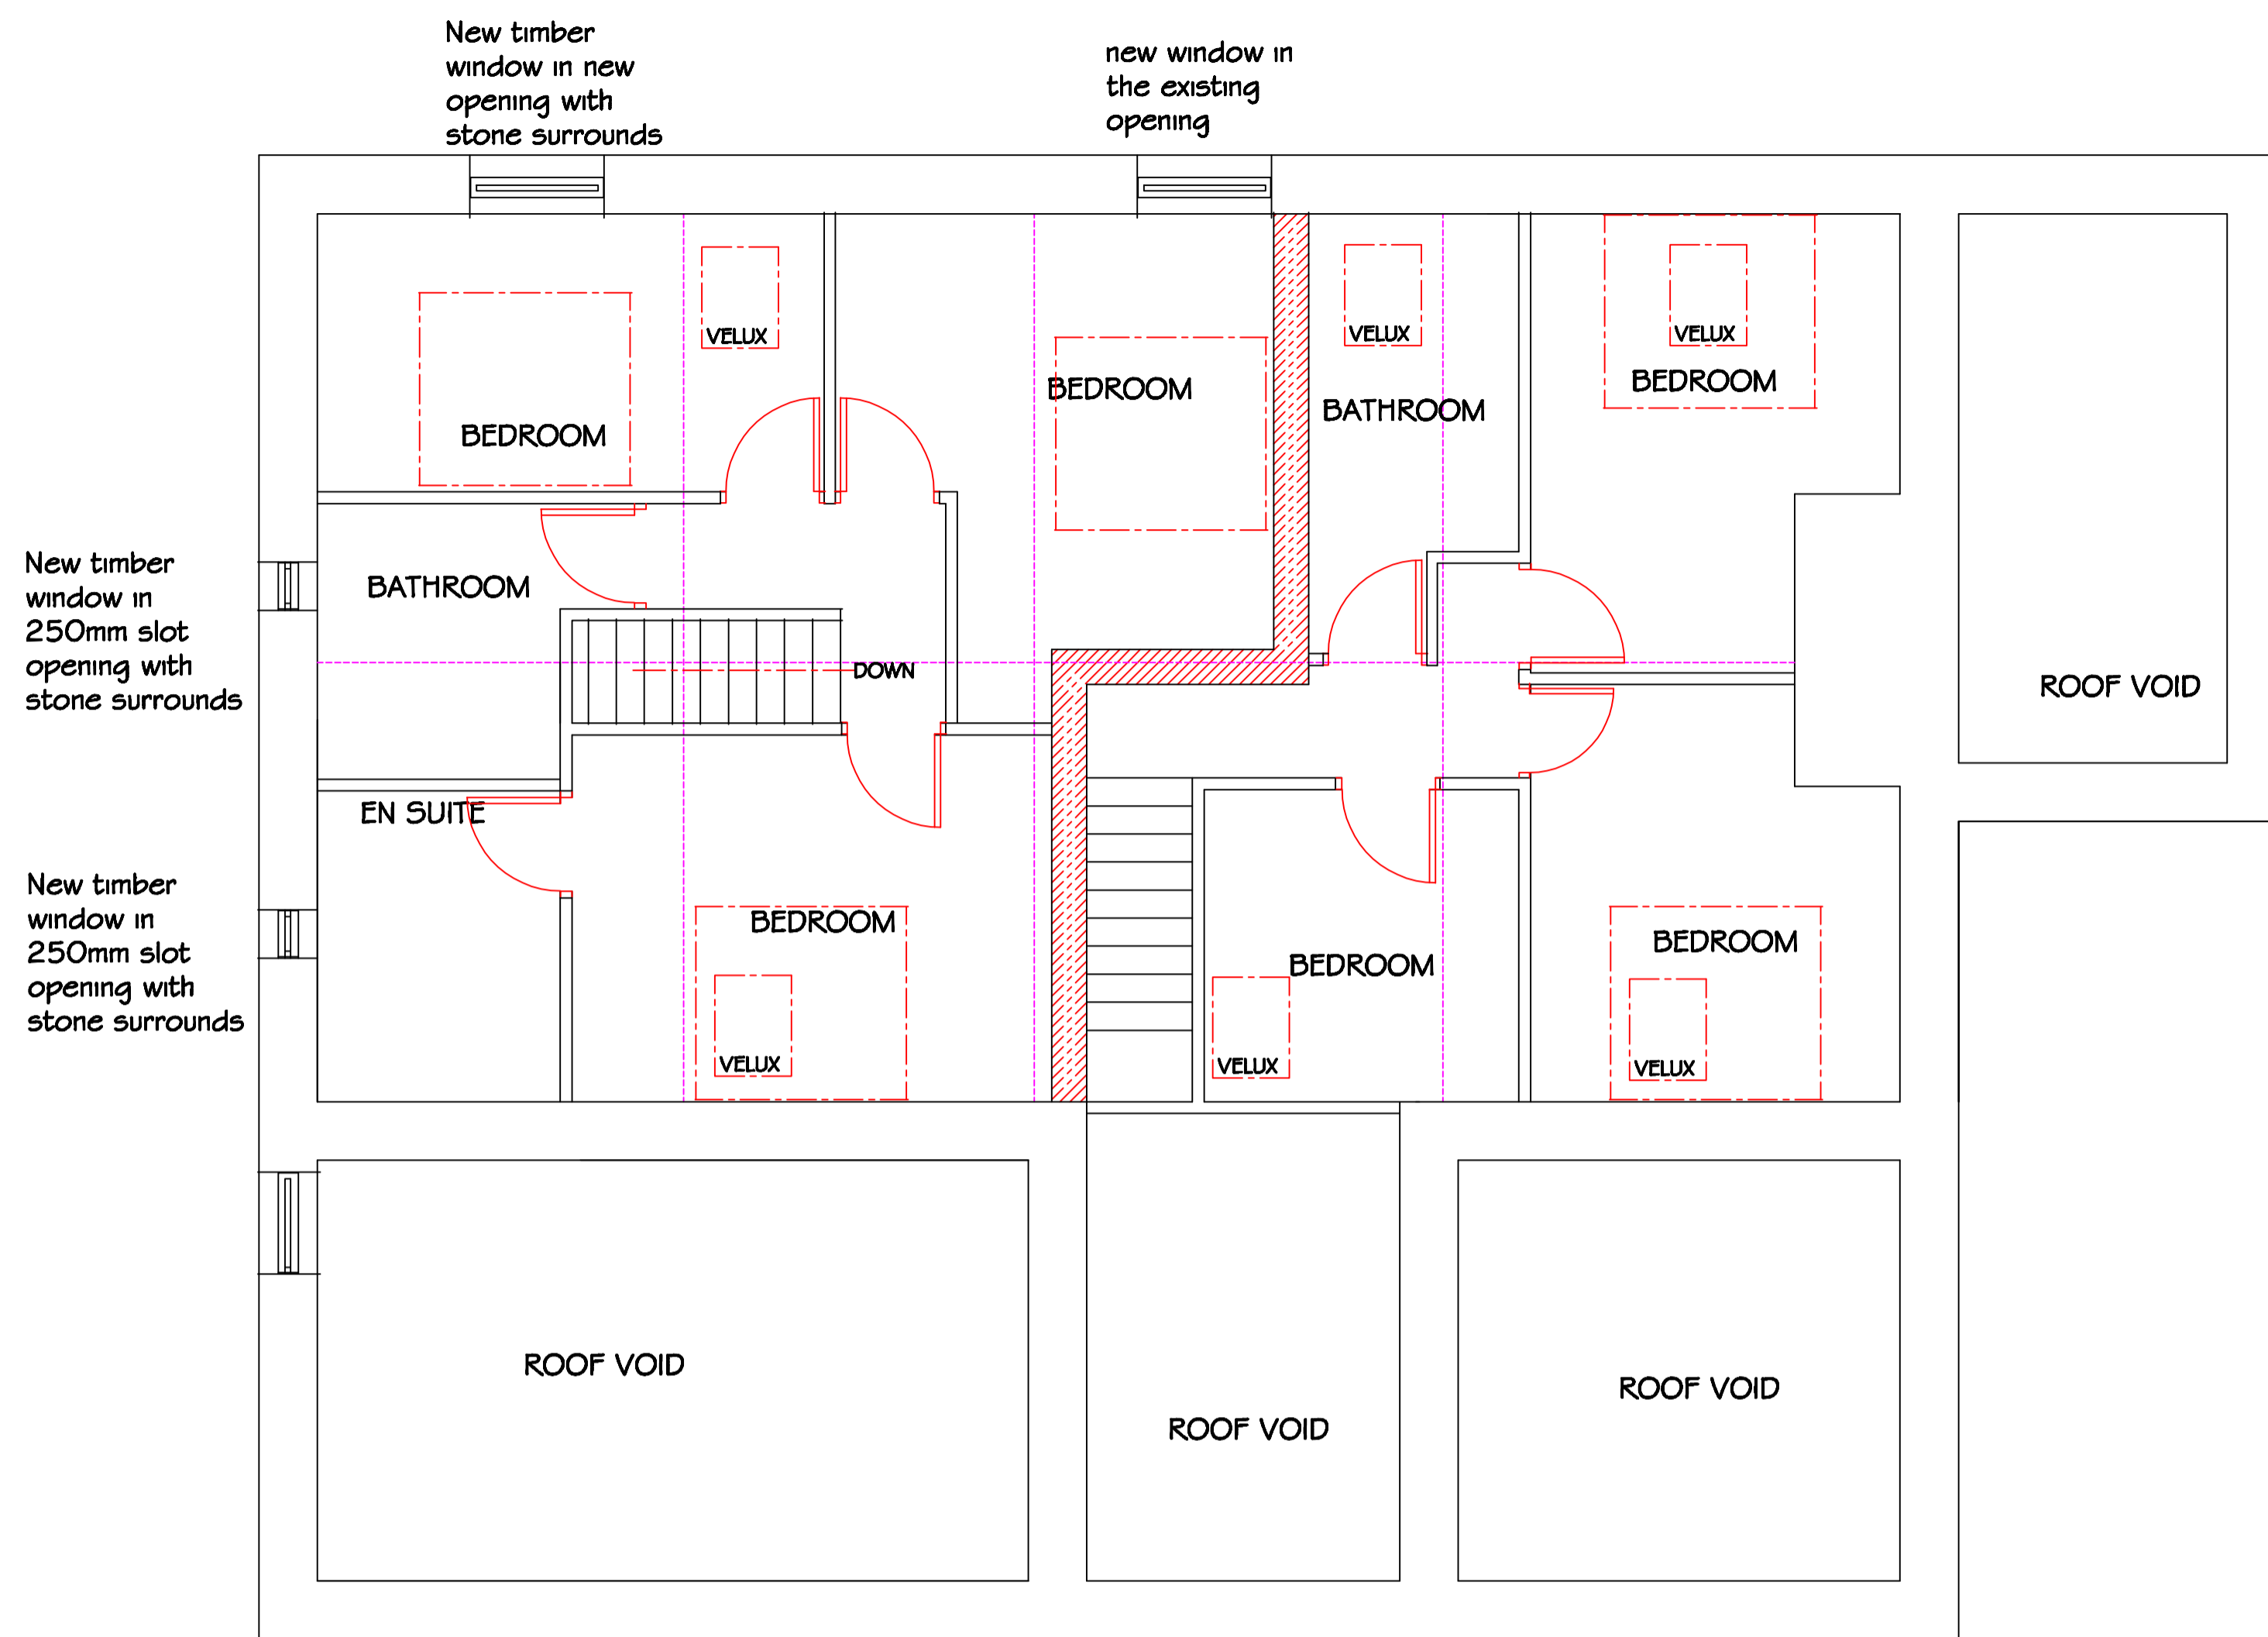 New timber
window in new
opening with
stone surrounds
new window in
the existing
opening
VELUX
VELUX
VELUX
BEDROOM
BEDROOM
BATHROOM
BEDROOM
New timber
window in
250mm slot
opening with
stone surrounds
BATHROOM
DOWN
ROOF VOID
EN SUITE
New timber
window in
250mm slot
opening with
stone surrounds
BEDROOM
BEDROOM
BEDROOM
VELUX
VELUX
VELUX
ROOF VOID
ROOF VOID
ROOF VOID